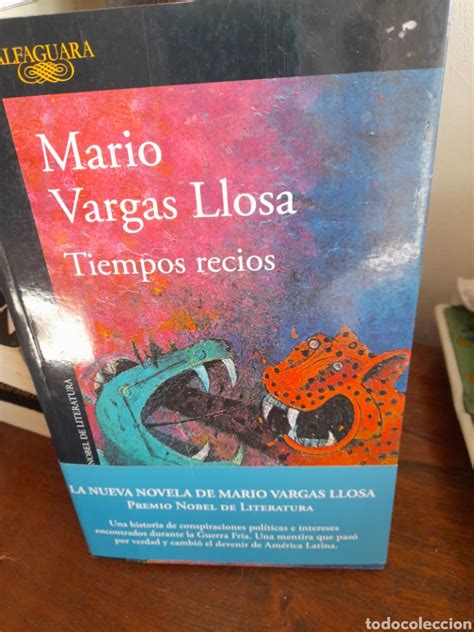 ALFAGUARA
Mario
Vargas Llosa
Tiempos recios
NOBEL DE LITERATURA
LA NUEVA NOVELA DE MARIO VARGAS LLOSA
PREMIO NOBEL DE LITERATURA
Una historia de conspiraciones políticas e intereses
encontrados durante la Guerra Fría. Una mentira que pasó
por verdad y cambió el devenir de América Latina.
todocoleccion